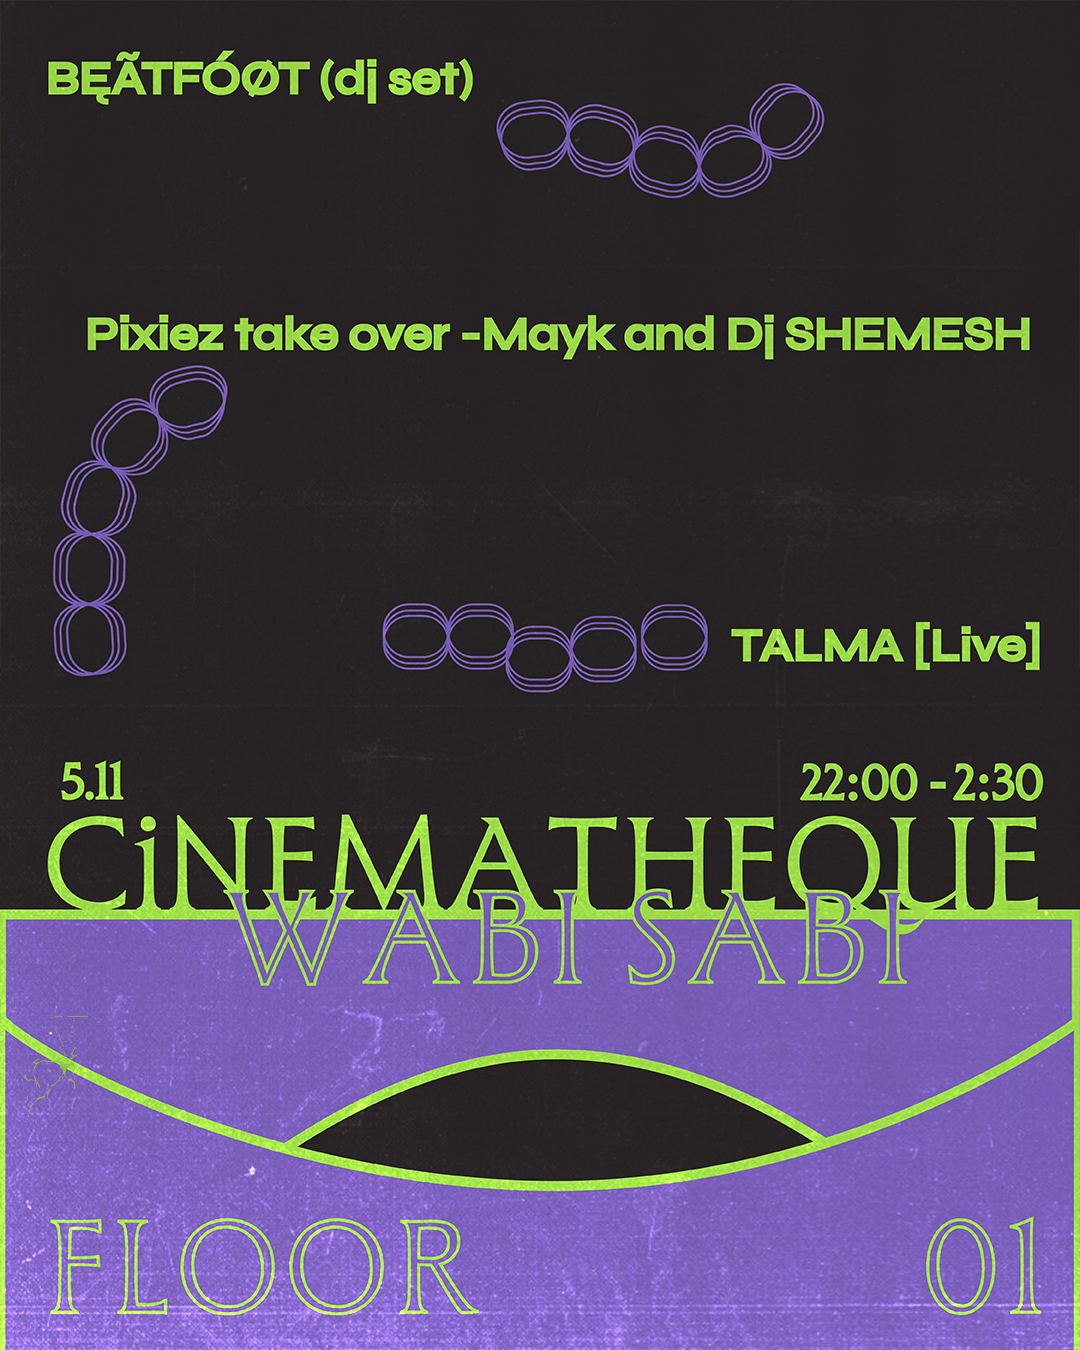 BĘÃTFÓØT (dj set)
Pixiez take over -Mayk and Dj SHEMESH
TALMA [Live]
5.11
22:00 - 2:30
CiNEMATHEQUE
WABI SABI
FLOOR 01